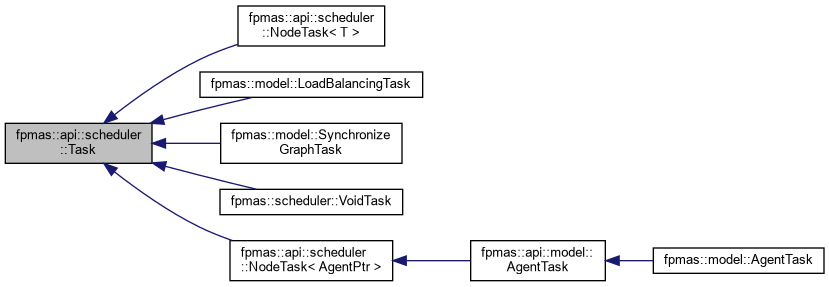 fpmas::api::scheduler
::NodeTask< T >
fpmas::model::LoadBalancingTask
fpmas::api::scheduler
::Task
fpmas::model::Synchronize
GraphTask
fpmas::scheduler::VoidTask
fpmas::api::scheduler
::NodeTask< AgentPtr >
fpmas::api::model::
AgentTask
fpmas::model::AgentTask